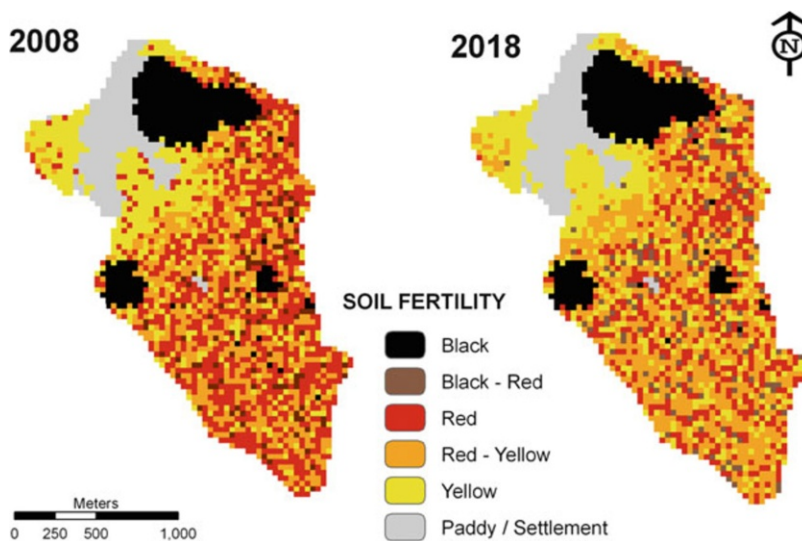 2008
2018
N
SOIL FERTILITY
Black
Black - Red
Red
Red - Yellow
Yellow
Paddy / Settlement
Meters
0 250 500 1,000